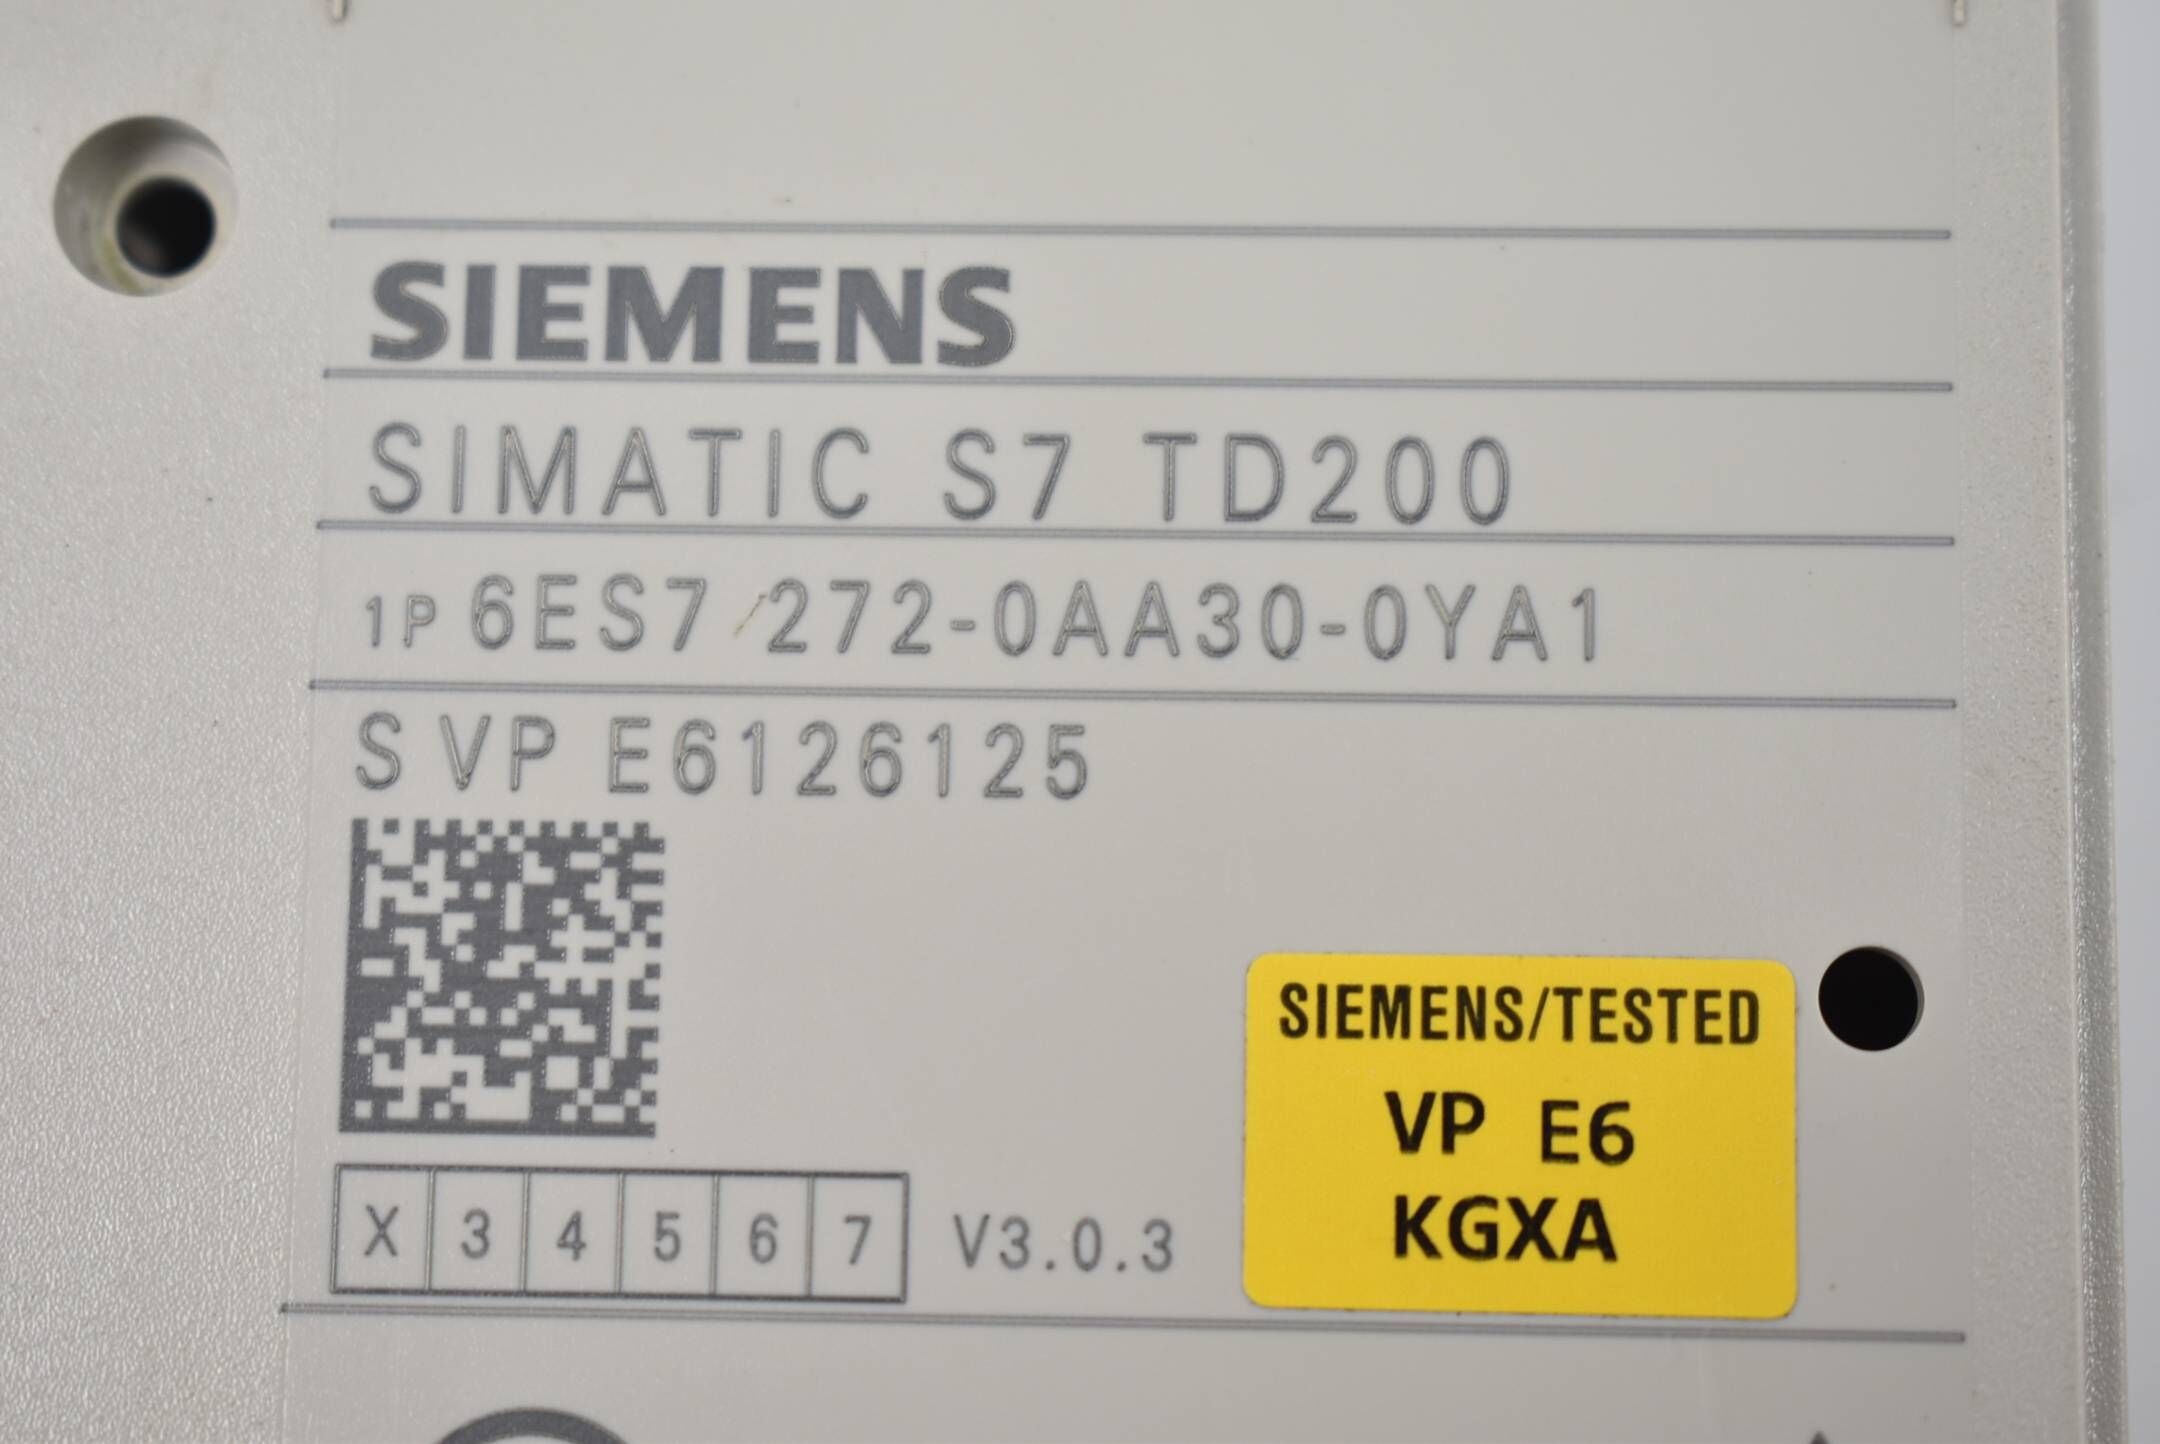 SIEMENS
SIMATIC S7 TD200
1P 6ES7 272-0AA30-0YA1
S VP E6126125
X 3 4 5 6 7 V3.0.3
SIEMENS/TESTED
VP E6
KGXA